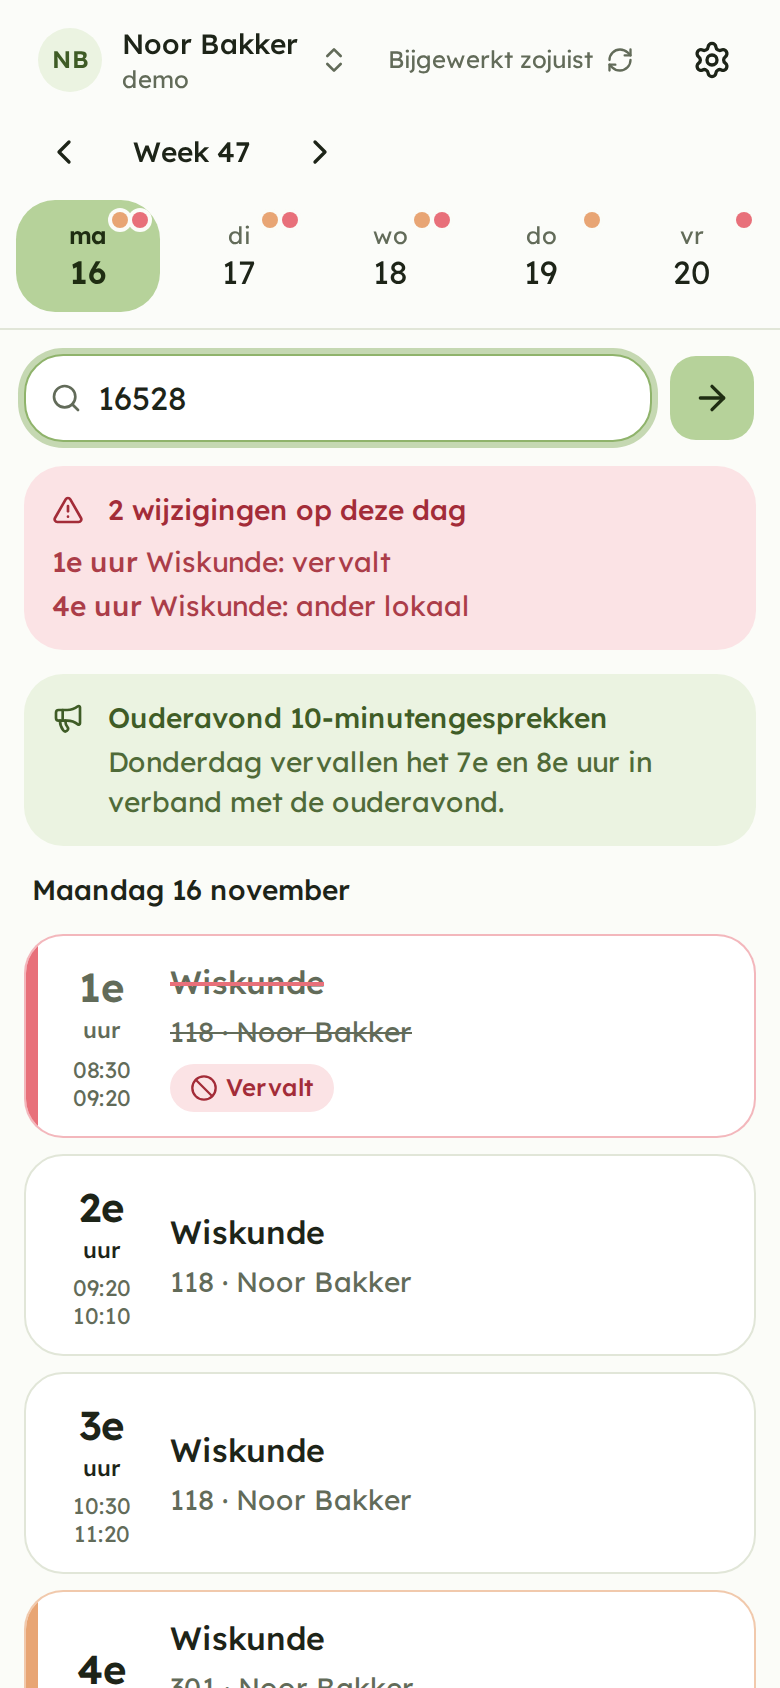 NB
Noor Bakker
demo
Bijgewerkt zojuist
Week 47
ma
16
di
17
wo
18
do
19
vr
20
16528
2 wijzigingen op deze dag
1e uur Wiskunde: vervalt
4e uur Wiskunde: ander lokaal
Ouderavond 10-minutengesprekken
Donderdag vervallen het 7e en 8e uur in
verband met de ouderavond.
Maandag 16 november
1e
uur
08:30
09:20
Wiskunde
118 · Noor Bakker
Vervalt
2e
uur
09:20
10:10
Wiskunde
118 · Noor Bakker
3e
uur
10:30
11:20
Wiskunde
118 · Noor Bakker
4e
Wiskunde
301 · Noor Bakker